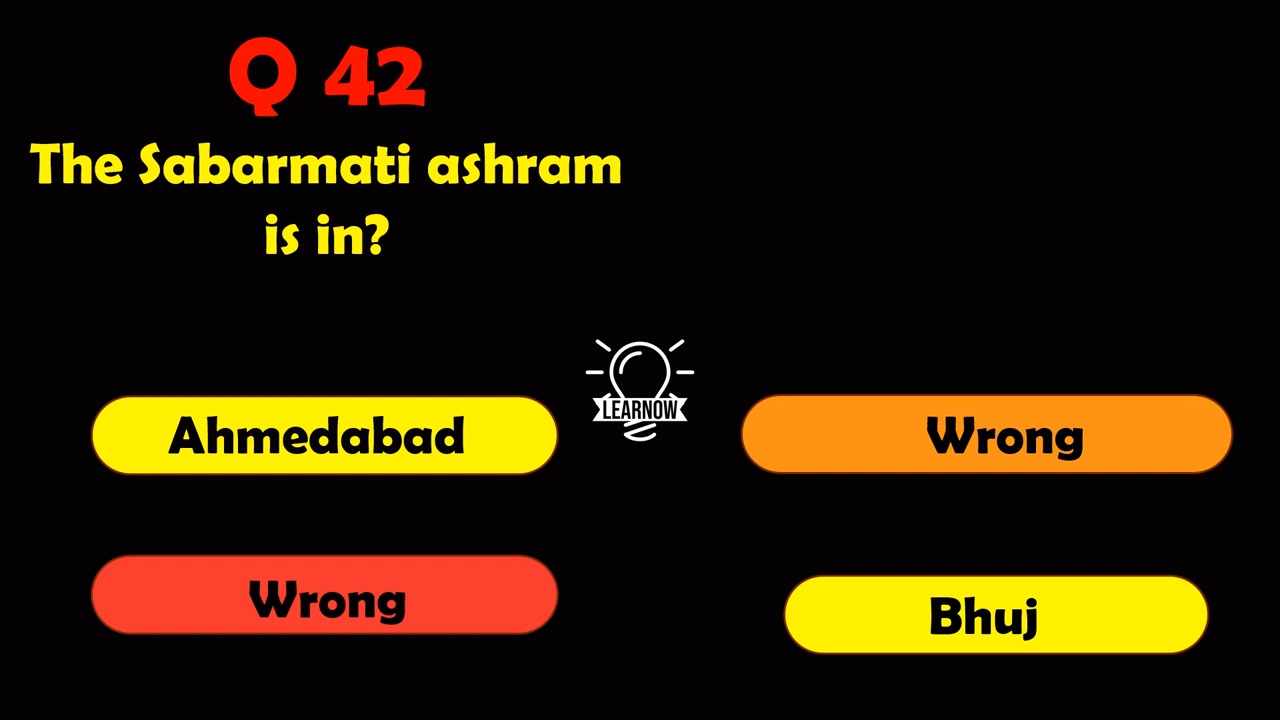 Q 42
The Sabarmati ashram
is in?
LEARNOW
Ahmedabad
Wrong
Wrong
Bhuj